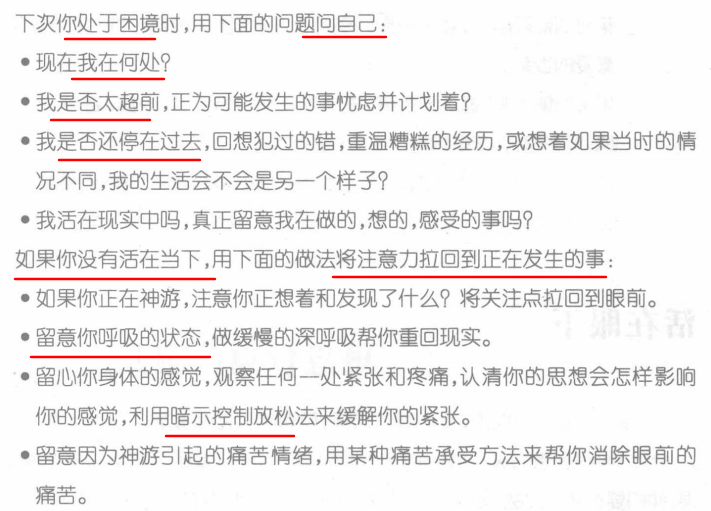 下次你处于困境时,用下面的问题问自己:
•现在我在何处?
•我是否太超前,正为可能发生的事忧虑并计划着?
•我是否还停在过去,回想犯过的错,重温糟糕的经历,或想着如果当时的情
况不同,我的生活会不会是另一个样子?
•我活在现实中吗,真正留意我在做的,想的,感受的事吗?
如果你没有活在当下,用下面的做法将注意力拉回到正在发生的事:
•如果你正在神游,注意你正想着和发现了什么?将关注点拉回到眼前。
•留意你呼吸的状态,做缓慢的深呼吸帮你重回现实。
•留心你身体的感觉,观察任何一处紧张和疼痛,认清你的思想会怎样影响
你的感觉,利用暗示控制放松法来缓解你的紧张。
•留意因为神游引起的痛苦情绪,用某种痛苦承受方法来帮你消除眼前的
痛苦。